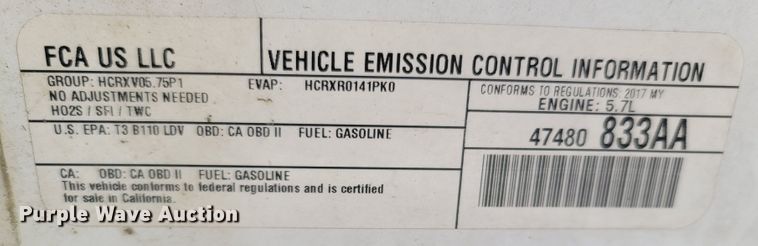 FCA US LLC
VEHICLE EMISSION CONTROL INFORMATION
GROUP: HCRXV05.75P1 EVAP: HCRXR0141PK0
NO ADJUSTMENTS NEEDED
HO2S / SFI / TWC
CONFORMS TO REGULATIONS: 2017 MY
ENGINE: 5.7L
U.S. EPA: T3 B110 LDV OBD: CA OBD II FUEL: GASOLINE
47480 833AA
CA: OBD: CA OBD II FUEL: GASOLINE
This vehicle conforms to federal regulations and is certified
for sale in California.
Purple Wave Auction